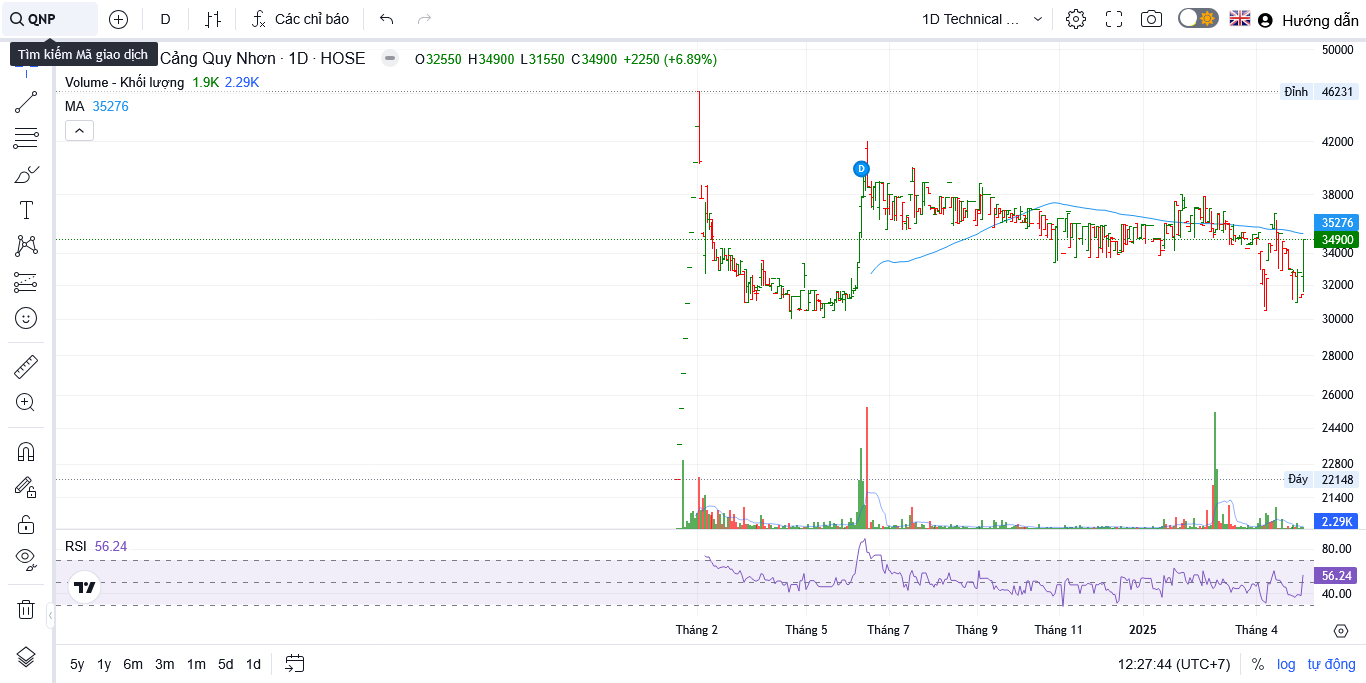 QNP
D
Các chỉ báo
1D Technical ...
Hướng dẫn
Tìm kiếm Mã giao dịch
Cảng Quy Nhơn · 1D · HOSE
O32550 H34900 L31550 C34900 +2250 (+6.89%)
Volume - Khối lượng 1.9K 2.29K
MA 35276
50000
Đỉnh 46231
42000
D
38000
35276
34900
34000
32000
30000
28000
26000
24400
22800
Đáy 22148
21400
2.29K
RSI 56.24
80.00
56.24
40.00
Tháng 2 Tháng 5 Tháng 7 Tháng 9 Tháng 11 2025 Tháng 4
5y 1y 6m 3m 1m 5d 1d
12:27:44 (UTC+7) % log tự động